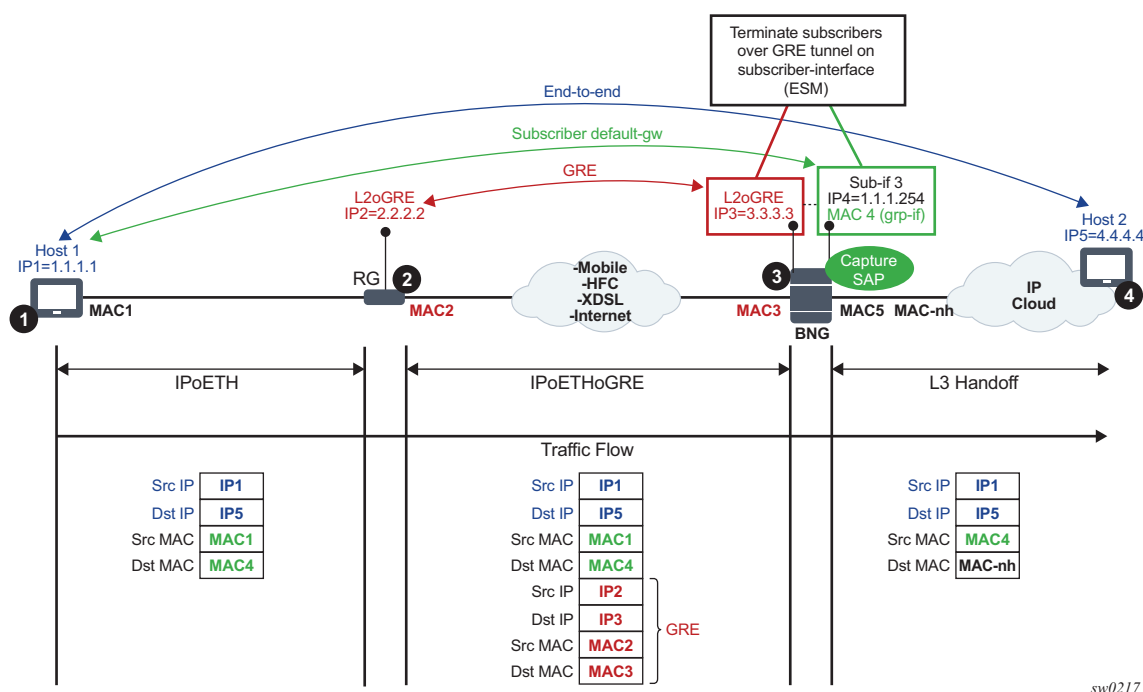 Terminate subscribers
over GRE tunnel on
subscriber-interface
(ESM)
End-to-end
Subscriber default-gw
GRE
L2oGRE
IP2=2.2.2.2
L2oGRE
IP3=3.3.3.3
Sub-if 3
IP4=1.1.1.254
MAC 4 (grp-if)
Host 1
IP1=1.1.1.1
Host 2
IP5=4.4.4.4
1
MAC1
RG
2
MAC2
-Mobile
-HFC
-XDSL
-Internet
3
MAC3
BNG
Capture
SAP
MAC5
MAC-nh
IP
Cloud
4
IPoETH
IPoETHoGRE
L3 Handoff
Traffic Flow
Src IP IP1
Dst IP IP5
Src MAC MAC1
Dst MAC MAC4
Src IP IP1
Dst IP IP5
Src MAC MAC1
Dst MAC MAC4
Src IP IP2
Dst IP IP3
Src MAC MAC2
Dst MAC MAC3
GRE
Src IP IP1
Dst IP IP5
Src MAC MAC4
Dst MAC MAC-nh
sw0217